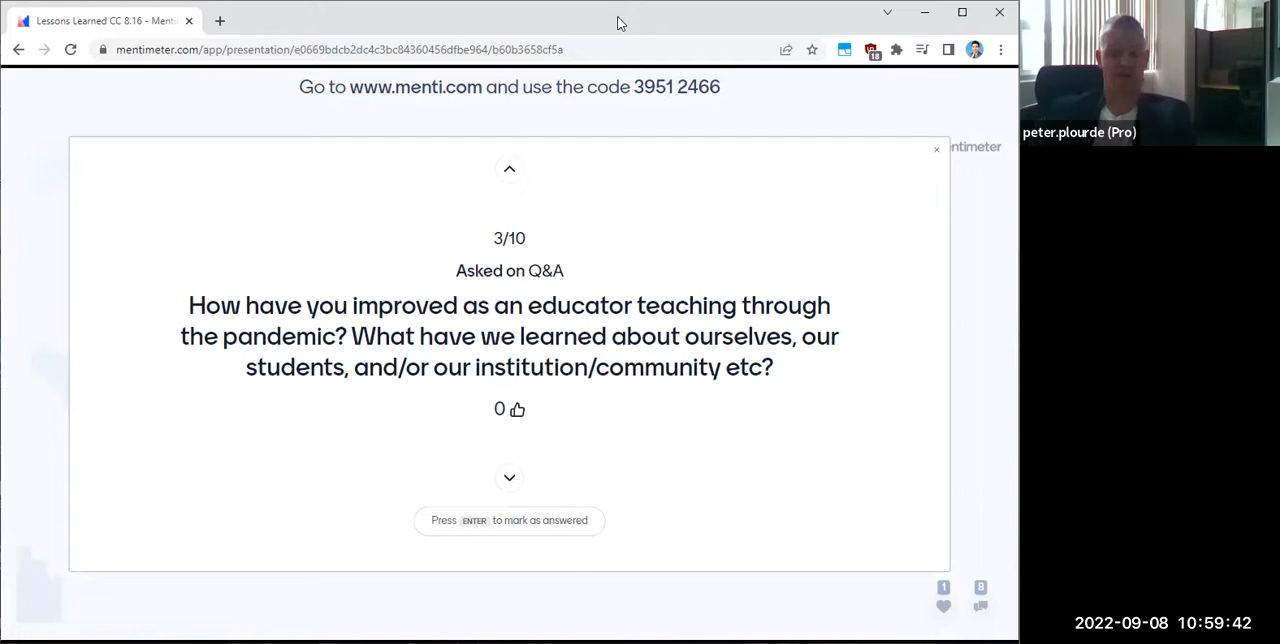 Lessons Learned CC 8.16 - Menti
mentimeter.com/app/presentation/e0669bdcb2dc4c3bc84360456dfbe964/b60b3658cf5a
18
Go to www.menti.com and use the code 3951 2466
ntimeter
3/10
Asked on Q&A
How have you improved as an educator teaching through
the pandemic? What have we learned about ourselves, our
students, and/or our institution/community etc?
0
Press ENTER to mark as answered
1 8
peter.plourde (Pro)
2022-09-08 10:59:42